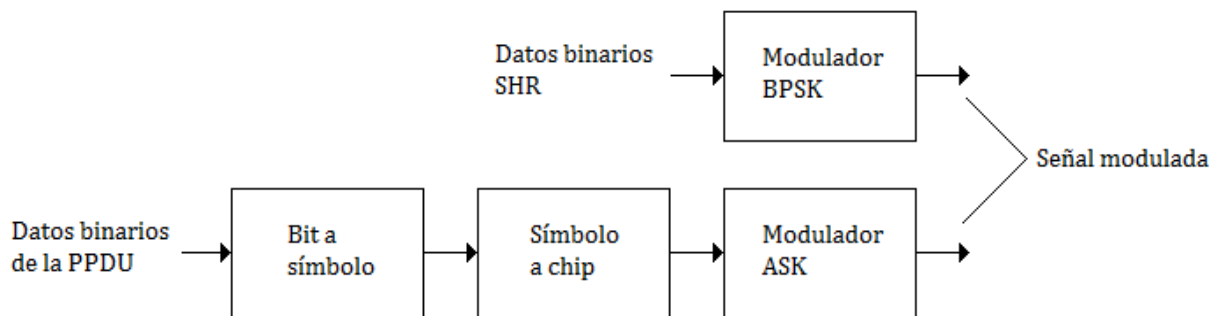 Datos binarios
SHR
Modulador
BPSK
Señal modulada
Datos binarios
de la PPDU
Bit a
símbolo
Símbolo
a chip
Modulador
ASK